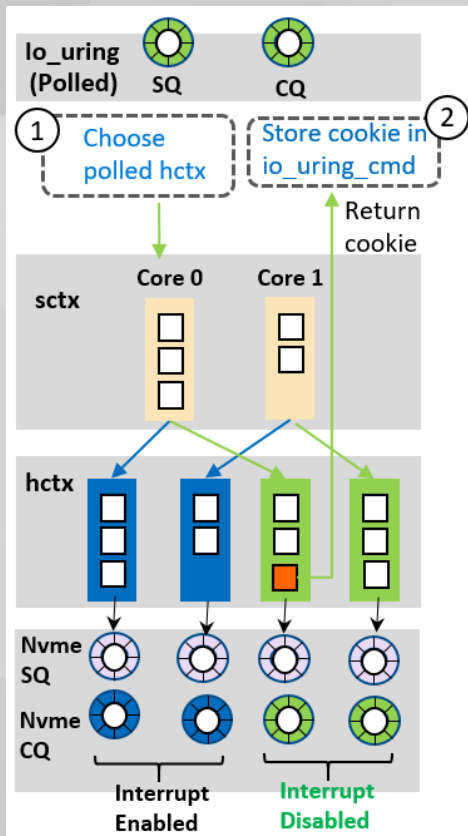 Io_uring
(Polled)
SQ
CQ
1
Choose
polled hctx
2
Store cookie in
io_uring_cmd
Return
cookie
sctx
Core 0
Core 1
hctx
Nvme
SQ
Nvme
CQ
Interrupt
Enabled
Interrupt
Disabled